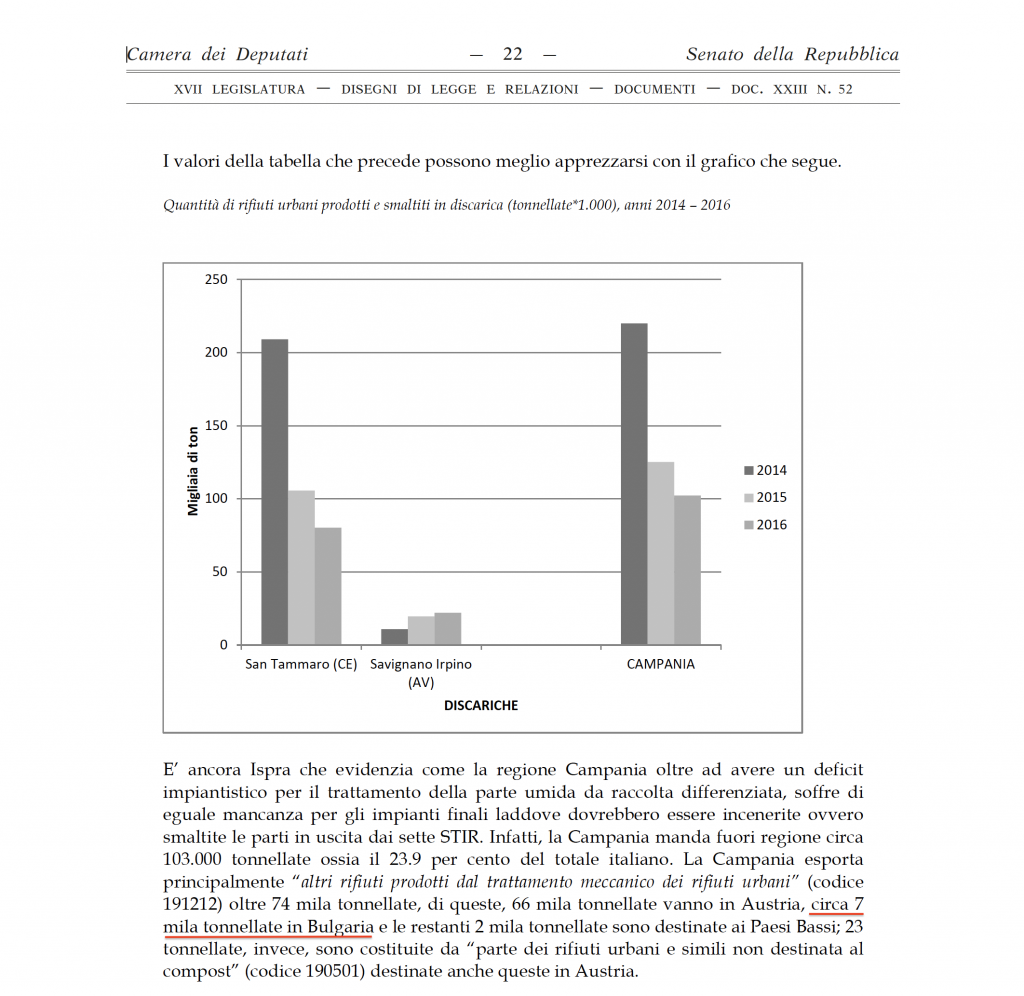 Camera dei Deputati — 22 — Senato della Repubblica
XVII LEGISLATURA — DISEGNI DI LEGGE E RELAZIONI — DOCUMENTI — DOC. XXIII N. 52
I valori della tabella che precede possono meglio apprezzarsi con il grafico che segue.
Quantità di rifiuti urbani prodotti e smaltiti in discarica (tonnellate*1.000), anni 2014 – 2016
250
200
150
100
50
0
Migliaia di ton
San Tammaro (CE)
Savignano Irpino
(AV)
CAMPANIA
DISCARICHE
2014
2015
2016
E’ ancora Ispra che evidenzia come la regione Campania oltre ad avere un deficit
impiantistico per il trattamento della parte umida da raccolta differenziata, soffre di
eguale mancanza per gli impianti finali laddove dovrebbero essere incenerite ovvero
smaltite le parti in uscita dai sette STIR. Infatti, la Campania manda fuori regione circa
103.000 tonnellate ossia il 23.9 per cento del totale italiano. La Campania esporta
principalmente “altri rifiuti prodotti dal trattamento meccanico dei rifiuti urbani” (codice
191212) oltre 74 mila tonnellate, di queste, 66 mila tonnellate vanno in Austria, circa 7
mila tonnellate in Bulgaria e le restanti 2 mila tonnellate sono destinate ai Paesi Bassi; 23
tonnellate, invece, sono costituite da “parte dei rifiuti urbani e simili non destinata al
compost” (codice 190501) destinate anche queste in Austria.